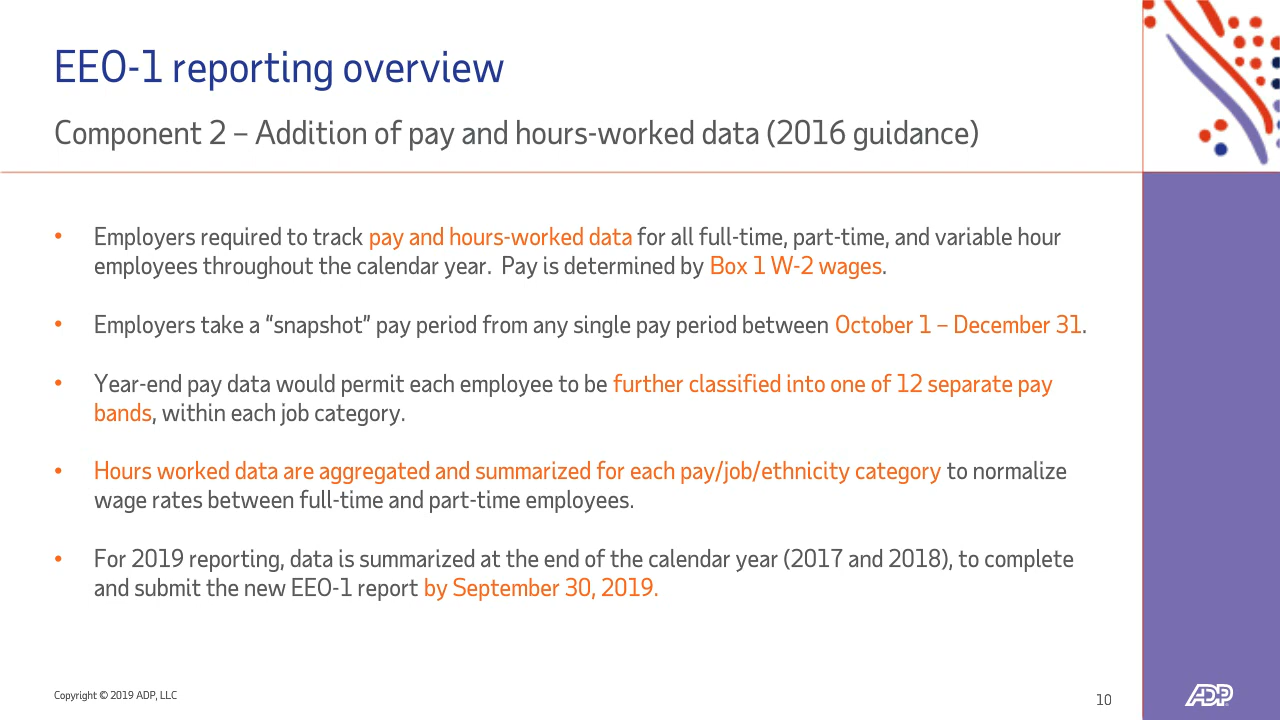 EEO-1 reporting overview
Component 2 – Addition of pay and hours-worked data (2016 guidance)
• Employers required to track pay and hours-worked data for all full-time, part-time, and variable hour
employees throughout the calendar year.  Pay is determined by Box 1 W-2 wages.
• Employers take a “snapshot” pay period from any single pay period between October 1 – December 31.
• Year-end pay data would permit each employee to be further classified into one of 12 separate pay
bands, within each job category.
• Hours worked data are aggregated and summarized for each pay/job/ethnicity category to normalize
wage rates between full-time and part-time employees.
• For 2019 reporting, data is summarized at the end of the calendar year (2017 and 2018), to complete
and submit the new EEO-1 report by September 30, 2019.
Copyright © 2019 ADP, LLC
10
ADP